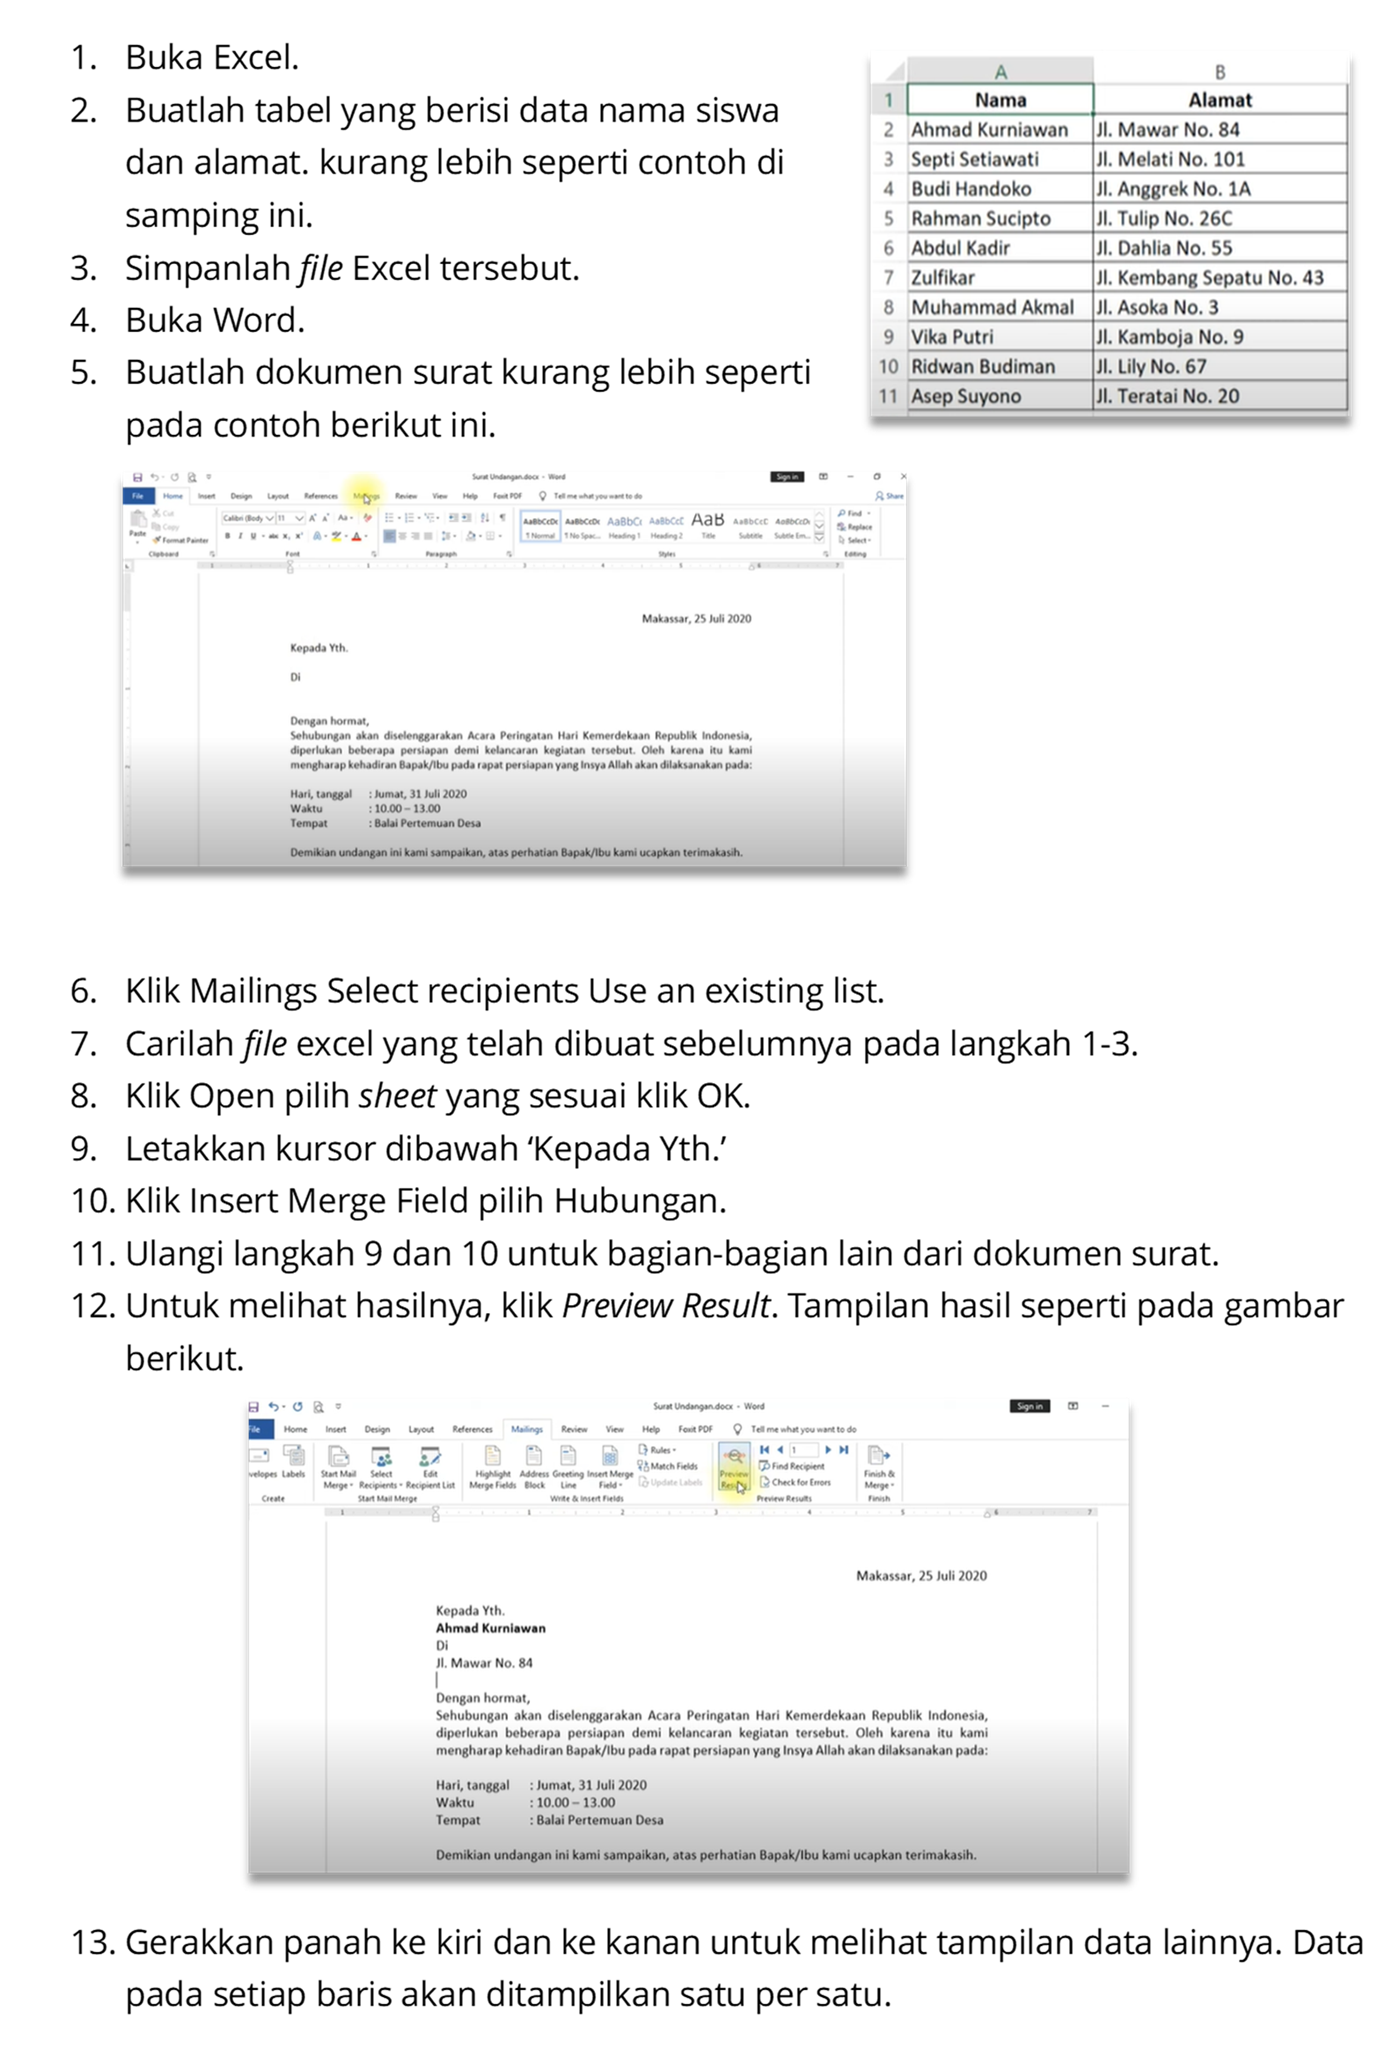 1. Buka Excel.
2. Buatlah tabel yang berisi data nama siswa
dan alamat. kurang lebih seperti contoh di
samping ini.
3. Simpanlah file Excel tersebut.
4. Buka Word.
5. Buatlah dokumen surat kurang lebih seperti
pada contoh berikut ini.
A B
1 Nama Alamat
2 Ahmad Kurniawan Jl. Mawar No. 84
3 Septi Setiawati Jl. Melati No. 101
4 Budi Handoko Jl. Anggrek No. 1A
5 Rahman Sucipto Jl. Tulip No. 26C
6 Abdul Kadir Jl. Dahlia No. 55
7 Zulfikar Jl. Kembang Sepatu No. 43
8 Muhammad Akmal Jl. Asoka No. 3
9 Vika Putri Jl. Kamboja No. 9
10 Ridwan Budiman Jl. Lily No. 67
11 Asep Suyono Jl. Teratai No. 20
Surat Undangan.docx - Word Sign in
File Home Insert Design Layout References Mailings Review View Help Foxit PDF Tell me what you want to do Share
Cut Calibri (Body 11 AaBbCcDc AaBbCcDc AaBbCc AaBbCcC AaB AaBbCcC AaBbCcDc Find
Copy Replace
Paste Format Painter B I U abc 1 Normal 1 No Spac... Heading 1 Heading 2 Title Subtitle Subtle Em... Select
Clipboard Font Paragraph Styles Editing
Makassar, 25 Juli 2020
Kepada Yth.
Di
Dengan hormat,
Sehubungan akan diselenggarakan Acara Peringatan Hari Kemerdekaan Republik Indonesia,
diperlukan beberapa persiapan demi kelancaran kegiatan tersebut. Oleh karena itu kami
mengharap kehadiran Bapak/Ibu pada rapat persiapan yang Insya Allah akan dilaksanakan pada:
Hari, tanggal : Jumat, 31 Juli 2020
Waktu : 10.00 – 13.00
Tempat : Balai Pertemuan Desa
Demikian undangan ini kami sampaikan, atas perhatian Bapak/Ibu kami ucapkan terimakasih.
6. Klik Mailings Select recipients Use an existing list.
7. Carilah file excel yang telah dibuat sebelumnya pada langkah 1-3.
8. Klik Open pilih sheet yang sesuai klik OK.
9. Letakkan kursor dibawah ‘Kepada Yth.’
10. Klik Insert Merge Field pilih Hubungan.
11. Ulangi langkah 9 dan 10 untuk bagian-bagian lain dari dokumen surat.
12. Untuk melihat hasilnya, klik Preview Result. Tampilan hasil seperti pada gambar
berikut.
Surat Undangan.docx - Word Sign in
ile Home Insert Design Layout References Mailings Review View Help Foxit PDF Tell me what you want to do
Rules 1
velopes Labels Start Mail Select Edit Highlight Address Greeting Insert Merge Match Fields Preview Find Recipient Finish &
Merge Recipients Recipient List Merge Fields Block Line Field Update Labels Results Check for Errors Merge
Create Start Mail Merge Write & Insert Fields Preview Results Finish
Makassar, 25 Juli 2020
Kepada Yth.
Ahmad Kurniawan
Di
Jl. Mawar No. 84
Dengan hormat,
Sehubungan akan diselenggarakan Acara Peringatan Hari Kemerdekaan Republik Indonesia,
diperlukan beberapa persiapan demi kelancaran kegiatan tersebut. Oleh karena itu kami
mengharap kehadiran Bapak/Ibu pada rapat persiapan yang Insya Allah akan dilaksanakan pada:
Hari, tanggal : Jumat, 31 Juli 2020
Waktu : 10.00 – 13.00
Tempat : Balai Pertemuan Desa
Demikian undangan ini kami sampaikan, atas perhatian Bapak/Ibu kami ucapkan terimakasih.
13. Gerakkan panah ke kiri dan ke kanan untuk melihat tampilan data lainnya. Data
pada setiap baris akan ditampilkan satu per satu.